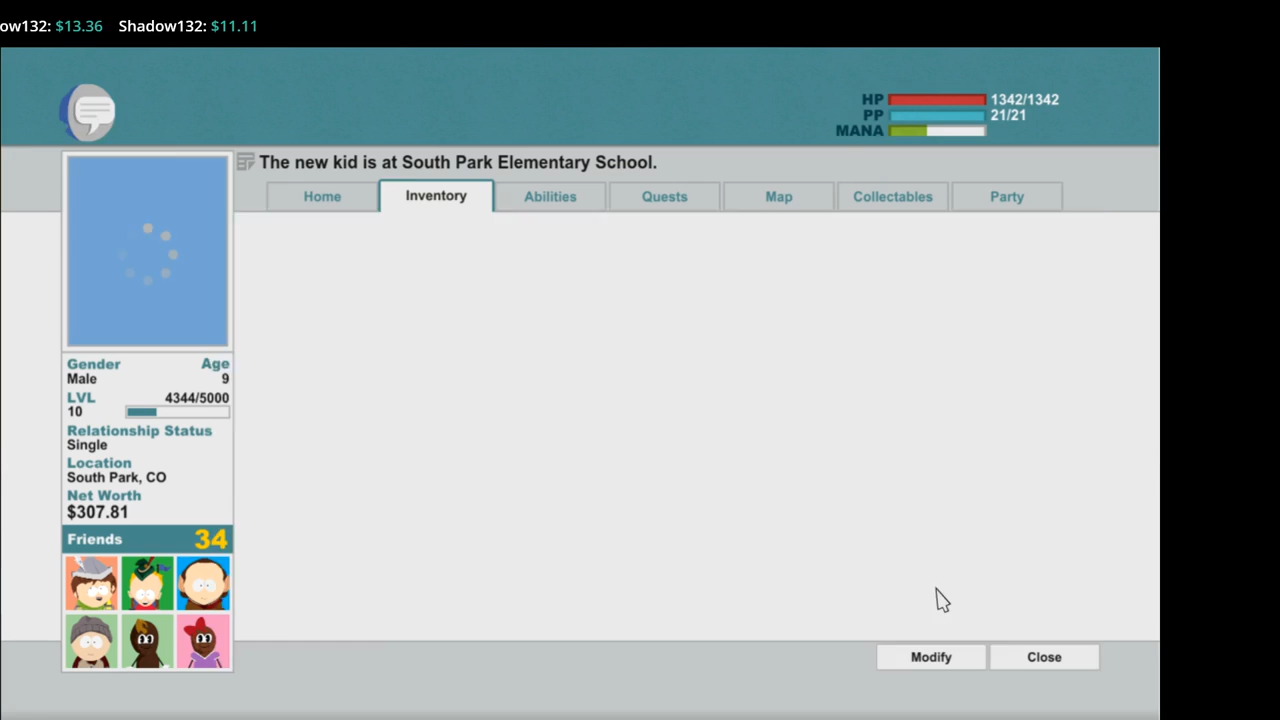 ow132: $13.36 Shadow132: $11.11
HP 1342/1342
PP 21/21
MANA
The new kid is at South Park Elementary School.
Home Inventory Abilities Quests Map Collectables Party
Gender Age
Male 9
LVL 4344/5000
10
Relationship Status
Single
Location
South Park, CO
Net Worth
$307.81
Friends 34
Modify Close